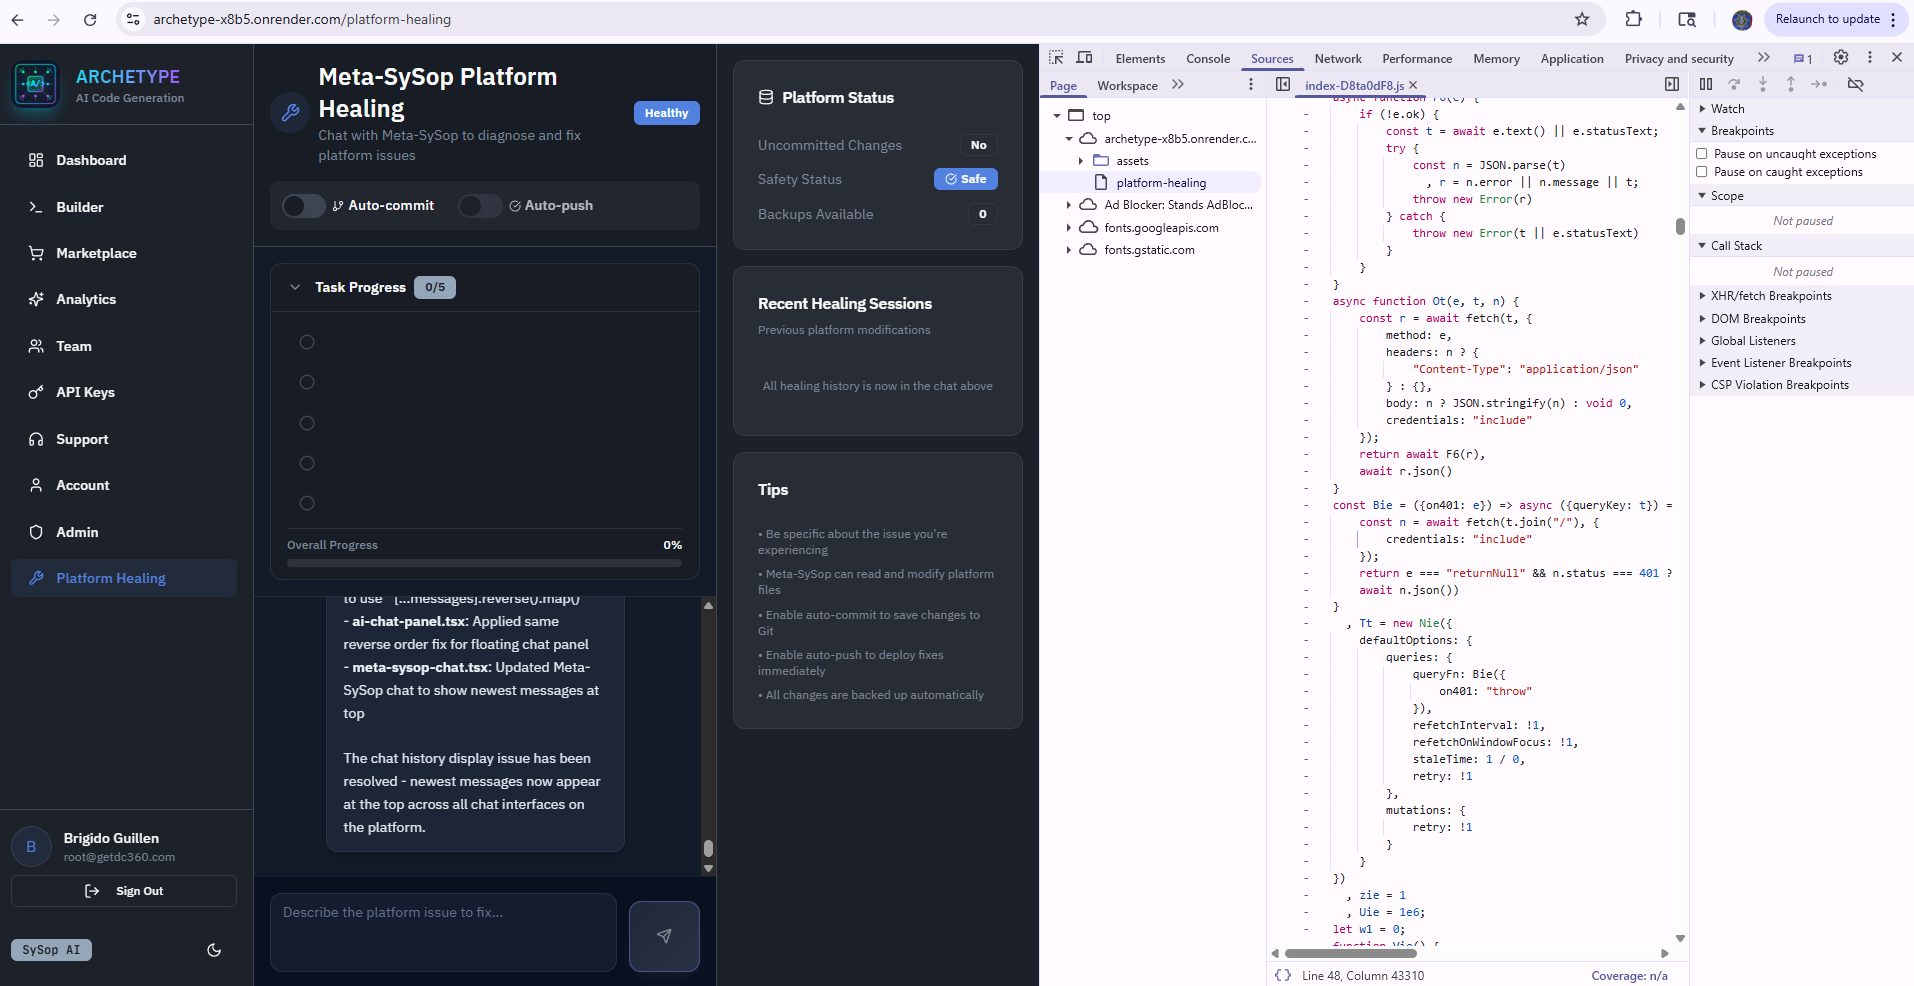 archetype-x8b5.onrender.com/platform-healing
Relaunch to update
ARCHETYPE
AI Code Generation
Dashboard
Builder
Marketplace
Analytics
Team
API Keys
Support
Account
Admin
Platform Healing
B
Brigido Guillen
root@getdc360.com
Sign Out
SySop AI
Meta-SySop Platform
Healing
Chat with Meta-SySop to diagnose and fix
platform issues
Healthy
Auto-commit
Auto-push
Task Progress
0/5
Overall Progress
0%
to use `[...messages].reverse().map()`
- ai-chat-panel.tsx: Applied same
reverse order fix for floating chat panel
- meta-sysop-chat.tsx: Updated Meta-
SySop chat to show newest messages at
top
The chat history display issue has been
resolved - newest messages now appear
at the top across all chat interfaces on
the platform.
Describe the platform issue to fix...
Platform Status
Uncommitted Changes
No
Safety Status
Safe
Backups Available
0
Recent Healing Sessions
Previous platform modifications
All healing history is now in the chat above
Tips
• Be specific about the issue you're
experiencing
• Meta-SySop can read and modify platform
files
• Enable auto-commit to save changes to
Git
• Enable auto-push to deploy fixes
immediately
• All changes are backed up automatically
Elements
Console
Sources
Network
Performance
Memory
Application
Privacy and security
1
Page
Workspace
top
archetype-x8b5.onrender.c...
assets
platform-healing
Ad Blocker: Stands AdBloc...
fonts.googleapis.com
fonts.gstatic.com
index-D8ta0dF8.js
async function F6(e) {
if (!e.ok) {
const t = await e.text() || e.statusText;
try {
const n = JSON.parse(t)
, r = n.error || n.message || t;
throw new Error(r)
} catch {
throw new Error(t || e.statusText)
}
}
}
async function Ot(e, t, n) {
const r = await fetch(t, {
method: e,
headers: n ? {
"Content-Type": "application/json"
} : {},
body: n ? JSON.stringify(n) : void 0,
credentials: "include"
});
return await F6(r),
await r.json()
}
const Bie = ({on401: e}) => async ({queryKey: t}) =
const n = await fetch(t.join("/"), {
credentials: "include"
});
return e === "returnNull" && n.status === 401 ?
await n.json())
}
, Tt = new Nie({
defaultOptions: {
queries: {
queryFn: Bie({
on401: "throw"
}),
refetchInterval: !1,
refetchOnWindowFocus: !1,
staleTime: 1 / 0,
retry: !1
},
mutations: {
retry: !1
}
}
})
, zie = 1
, Uie = 1e6;
let w1 = 0;
function Vie() {
{} Line 48, Column 43310
Coverage: n/a
Watch
Breakpoints
Pause on uncaught exceptions
Pause on caught exceptions
Scope
Not paused
Call Stack
Not paused
XHR/fetch Breakpoints
DOM Breakpoints
Global Listeners
Event Listener Breakpoints
CSP Violation Breakpoints